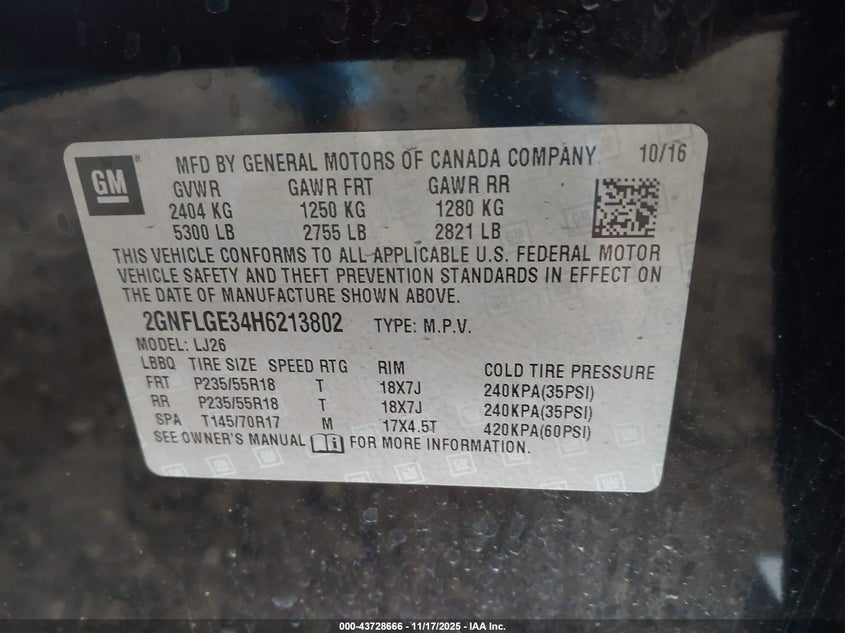 GM
MFD BY GENERAL MOTORS OF CANADA COMPANY 10/16
GVWR GAWR FRT GAWR RR
2404 KG 1250 KG 1280 KG
5300 LB 2755 LB 2821 LB
THIS VEHICLE CONFORMS TO ALL APPLICABLE U.S. FEDERAL MOTOR
VEHICLE SAFETY AND THEFT PREVENTION STANDARDS IN EFFECT ON
THE DATE OF MANUFACTURE SHOWN ABOVE.
2GNFLGE34H6213802 TYPE: M.P.V.
MODEL: LJ26
LBBQ TIRE SIZE SPEED RTG RIM COLD TIRE PRESSURE
FRT P235/55R18 T 18X7J 240KPA(35PSI)
RR P235/55R18 T 18X7J 240KPA(35PSI)
SPA T145/70R17 M 17X4.5T 420KPA(60PSI)
SEE OWNER'S MANUAL FOR MORE INFORMATION.
000-43728666 - 11/17/2025 - IAA Inc.